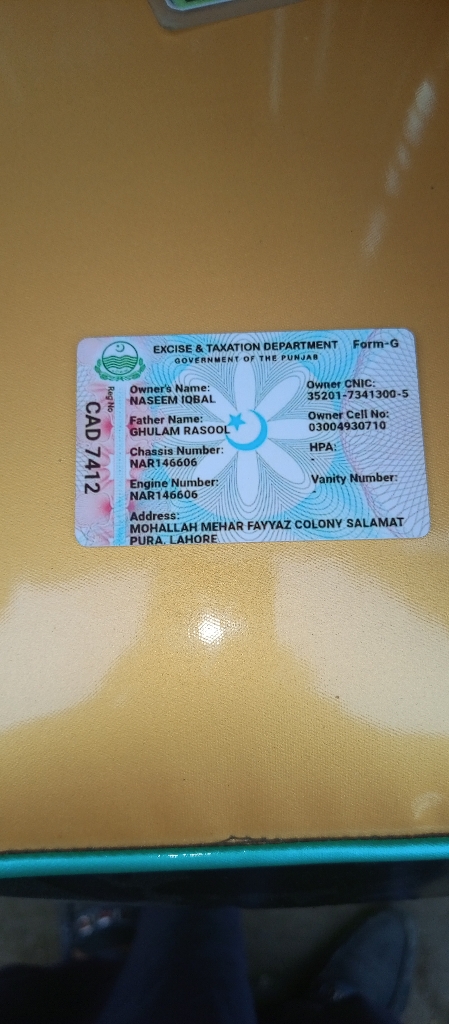 EXCISE & TAXATION DEPARTMENT Form-G
GOVERNMENT OF THE PUNJAB
Reg No
CAD 7412
Owner's Name:
NASEEM IQBAL
Owner CNIC:
35201-7341300-5
Father Name:
GHULAM RASOOL
Owner Cell No:
03004930710
Chassis Number:
NAR146606
HPA:
-
Engine Number:
NAR146606
Vanity Number:
-
Address:
MOHALLAH MEHAR FAYYAZ COLONY SALAMAT
PURA, LAHORE